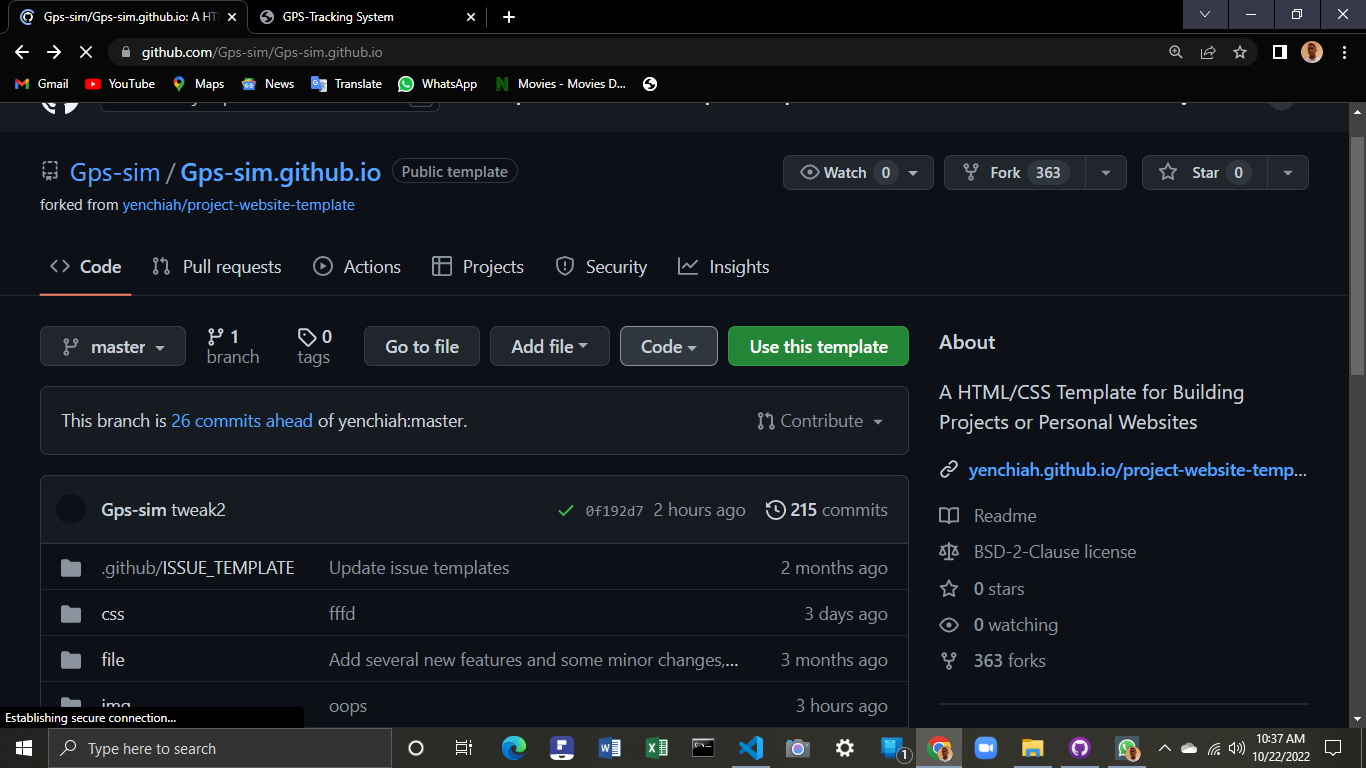 Gps-sim/Gps-sim.github.io: A HT
GPS-Tracking System
github.com/Gps-sim/Gps-sim.github.io
Gmail YouTube Maps News Translate WhatsApp Movies - Movies D...
Gps-sim / Gps-sim.github.io Public template
Watch 0 Fork 363 Star 0
forked from yenchiah/project-website-template
Code Pull requests Actions Projects Security Insights
master 1 branch 0 tags Go to file Add file Code Use this template
This branch is 26 commits ahead of yenchiah:master. Contribute
Gps-sim tweak2 0f192d7 2 hours ago 215 commits
.github/ISSUE_TEMPLATE Update issue templates 2 months ago
css fffd 3 days ago
file Add several new features and some minor changes,... 3 months ago
img oops 3 hours ago
About
A HTML/CSS Template for Building
Projects or Personal Websites
yenchiah.github.io/project-website-temp...
Readme
BSD-2-Clause license
0 stars
0 watching
363 forks
Establishing secure connection...
Type here to search
1
10:37 AM
10/22/2022